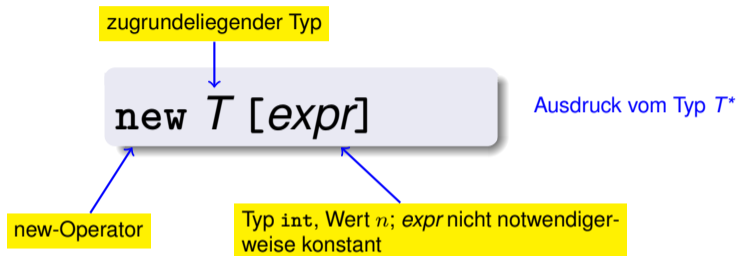 zugrundeliegender Typ
new T [expr]
Ausdruck vom Typ T*
new-Operator
Typ int, Wert n; expr nicht notwendiger-
weise konstant